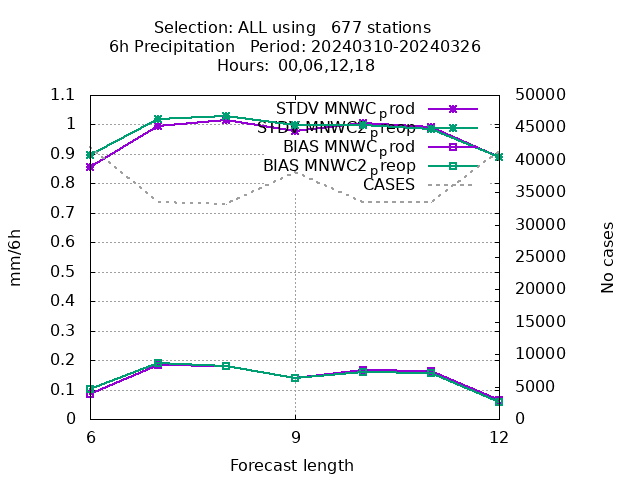 Selection: ALL using   677 stations
6h Precipitation   Period: 20240310-20240326
Hours:  00,06,12,18
STDV MNWC_prod
STDV MNWC2_preop
BIAS MNWC_prod
BIAS MNWC2_preop
CASES
mm/6h
1.1
1
0.9
0.8
0.7
0.6
0.5
0.4
0.3
0.2
0.1
0
No cases
50000
45000
40000
35000
30000
25000
20000
15000
10000
5000
0
6 9 12
Forecast length